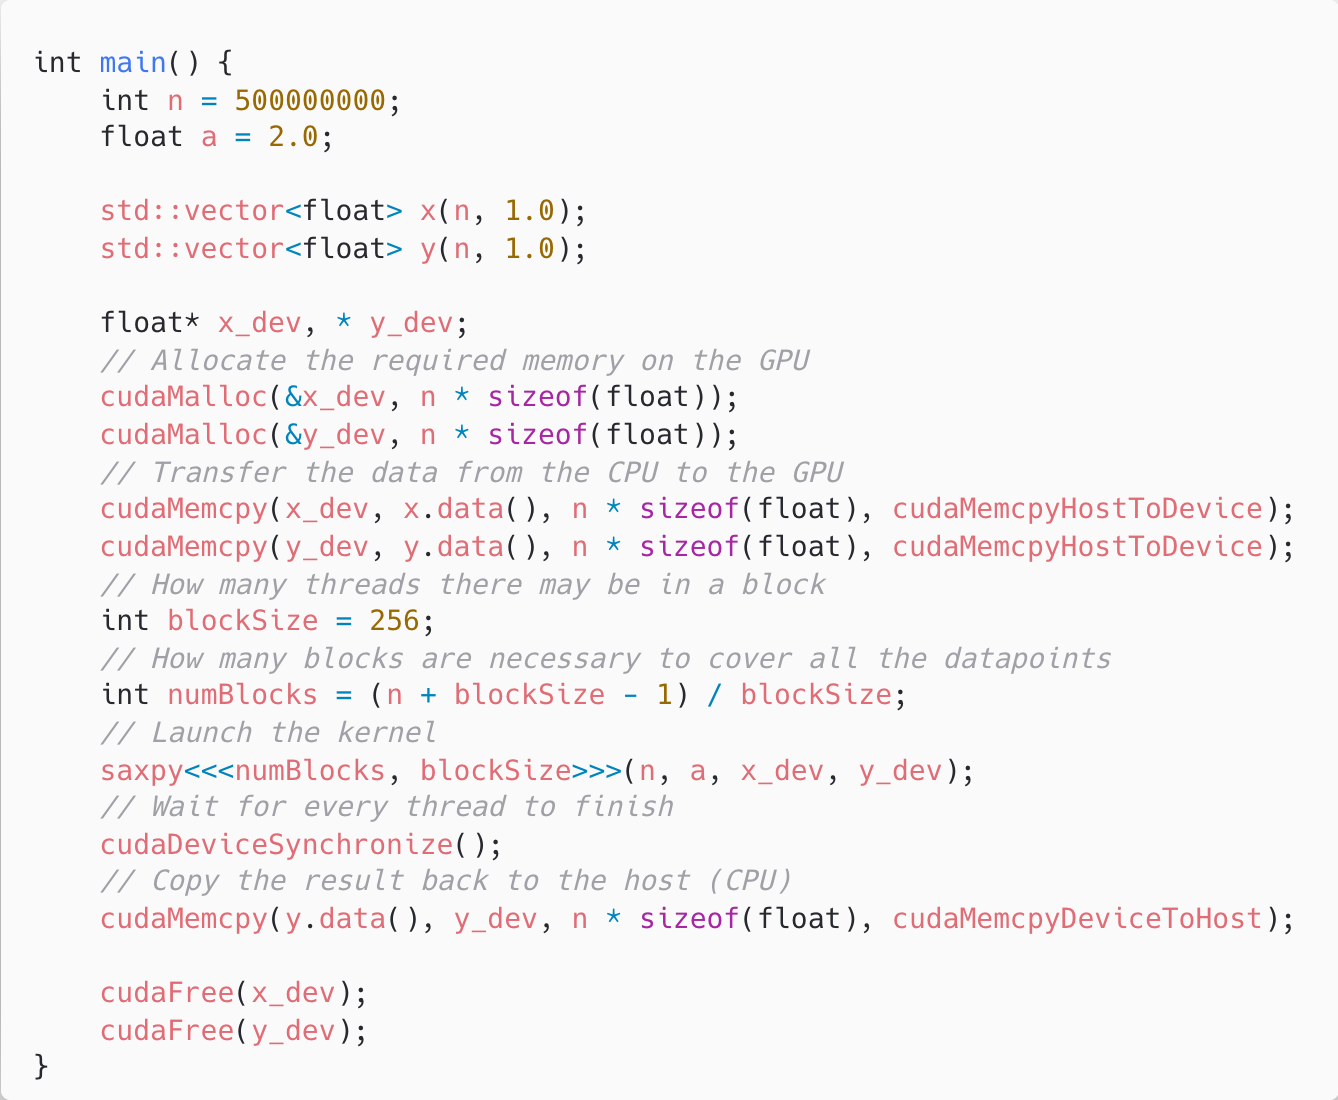 int main() {
    int n = 500000000;
    float a = 2.0;

    std::vector<float> x(n, 1.0);
    std::vector<float> y(n, 1.0);

    float* x_dev, * y_dev;
    // Allocate the required memory on the GPU
    cudaMalloc(&x_dev, n * sizeof(float));
    cudaMalloc(&y_dev, n * sizeof(float));
    // Transfer the data from the CPU to the GPU
    cudaMemcpy(x_dev, x.data(), n * sizeof(float), cudaMemcpyHostToDevice);
    cudaMemcpy(y_dev, y.data(), n * sizeof(float), cudaMemcpyHostToDevice);
    // How many threads there may be in a block
    int blockSize = 256;
    // How many blocks are necessary to cover all the datapoints
    int numBlocks = (n + blockSize - 1) / blockSize;
    // Launch the kernel
    saxpy<<<numBlocks, blockSize>>>(n, a, x_dev, y_dev);
    // Wait for every thread to finish
    cudaDeviceSynchronize();
    // Copy the result back to the host (CPU)
    cudaMemcpy(y.data(), y_dev, n * sizeof(float), cudaMemcpyDeviceToHost);

    cudaFree(x_dev);
    cudaFree(y_dev);
}